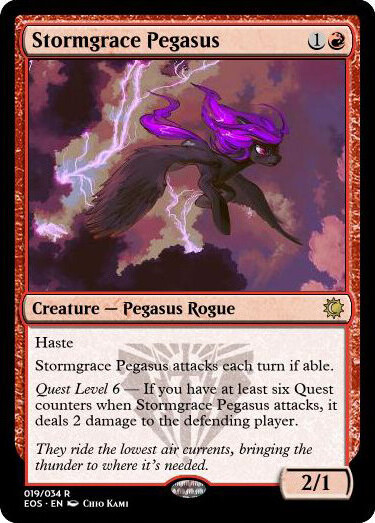 Stormgrace Pegasus 1
Creature — Pegasus Rogue
Haste
Stormgrace Pegasus attacks each turn if able.
Quest Level 6 — If you have at least six Quest
counters when Stormgrace Pegasus attacks, it
deals 2 damage to the defending player.
They ride the lowest air currents, bringing the
thunder to where it's needed.
2/1
019/034 R
EOS · EN Chio Kami